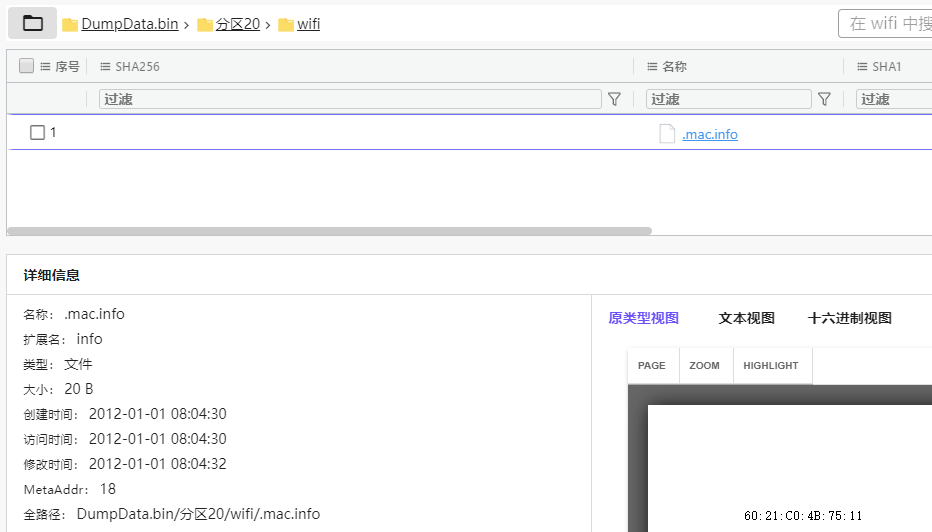 DumpData.bin › 分区20 › wifi
在 wifi 中搜
序号 SHA256 名称 SHA1
过滤 过滤 过滤
1 .mac.info
详细信息
名称： .mac.info
扩展名： info
类型： 文件
大小： 20 B
创建时间： 2012-01-01 08:04:30
访问时间： 2012-01-01 08:04:30
修改时间： 2012-01-01 08:04:32
MetaAddr： 18
全路径： DumpData.bin/分区20/wifi/.mac.info
原类型视图 文本视图 十六进制视图
PAGE ZOOM HIGHLIGHT
60:21:C0:4B:75:11